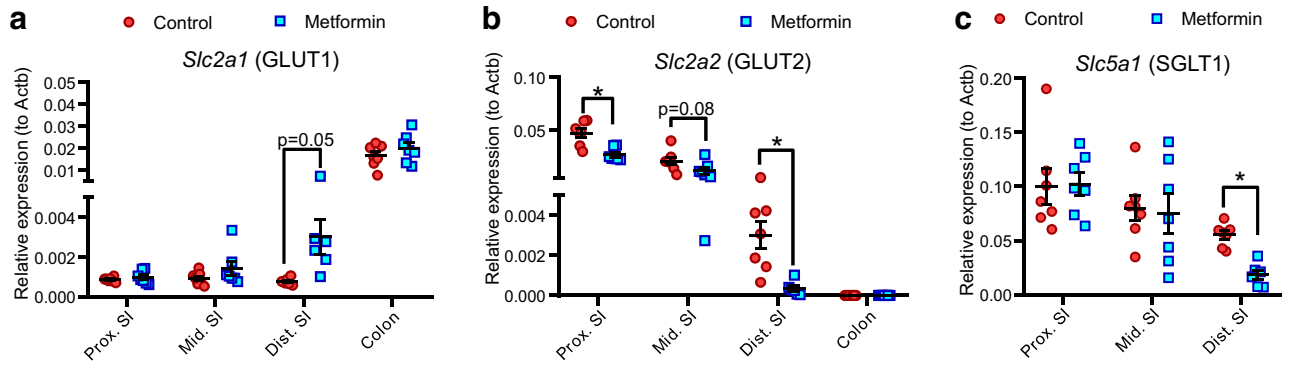 a
Control
Metformin
Slc2a1 (GLUT1)
Relative expression (to Actb)
0.05
0.04
0.03
0.02
0.01
0.004
0.002
0.000
p=0.05
Prox. SI
Mid. SI
Dist. SI
Colon
b
Control
Metformin
Slc2a2 (GLUT2)
Relative expression (to Actb)
0.10
0.05
0.004
0.002
0.000
*
p=0.08
*
Prox. SI
Mid. SI
Dist. SI
Colon
c
Control
Metformin
Slc5a1 (SGLT1)
Relative expression (to Actb)
0.20
0.15
0.10
0.05
0.00
*
Prox. SI
Mid. SI
Dist. SI